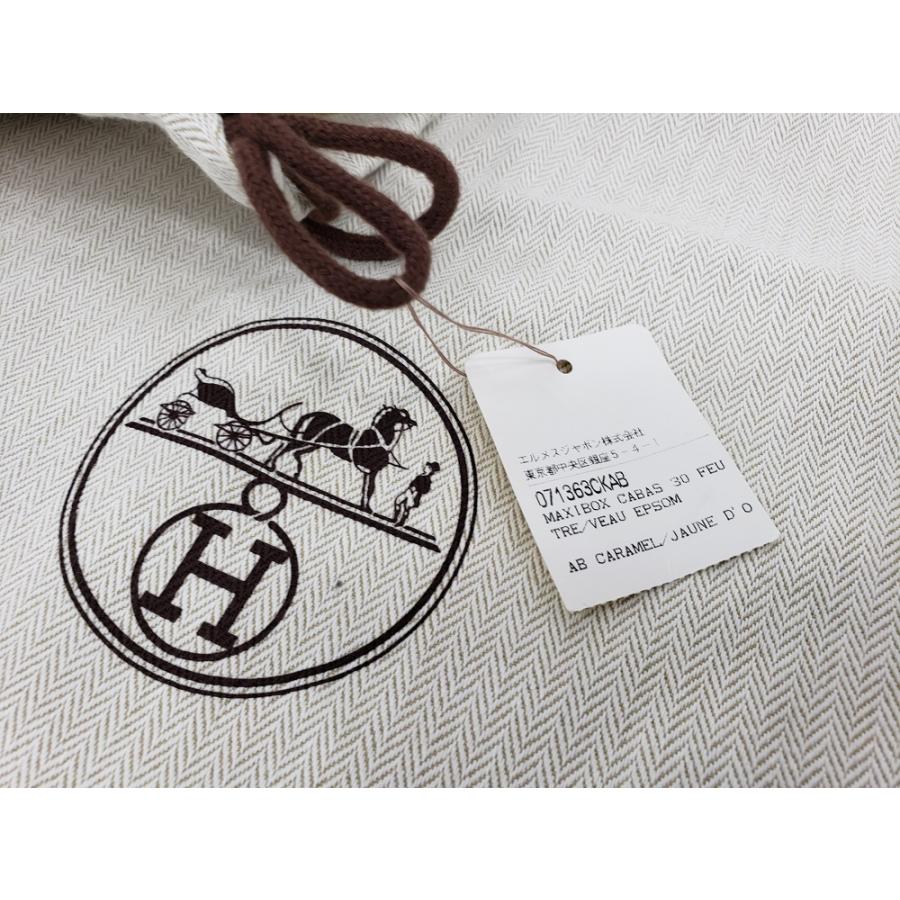 エルメスジャポン株式会社
東京都中央区銀座5-4-1
071363CKAB
MAXIBOX CABAS 30 FEU
TRE/VEAU EPSOM
AB CARAMEL/JAUNE D'O
H